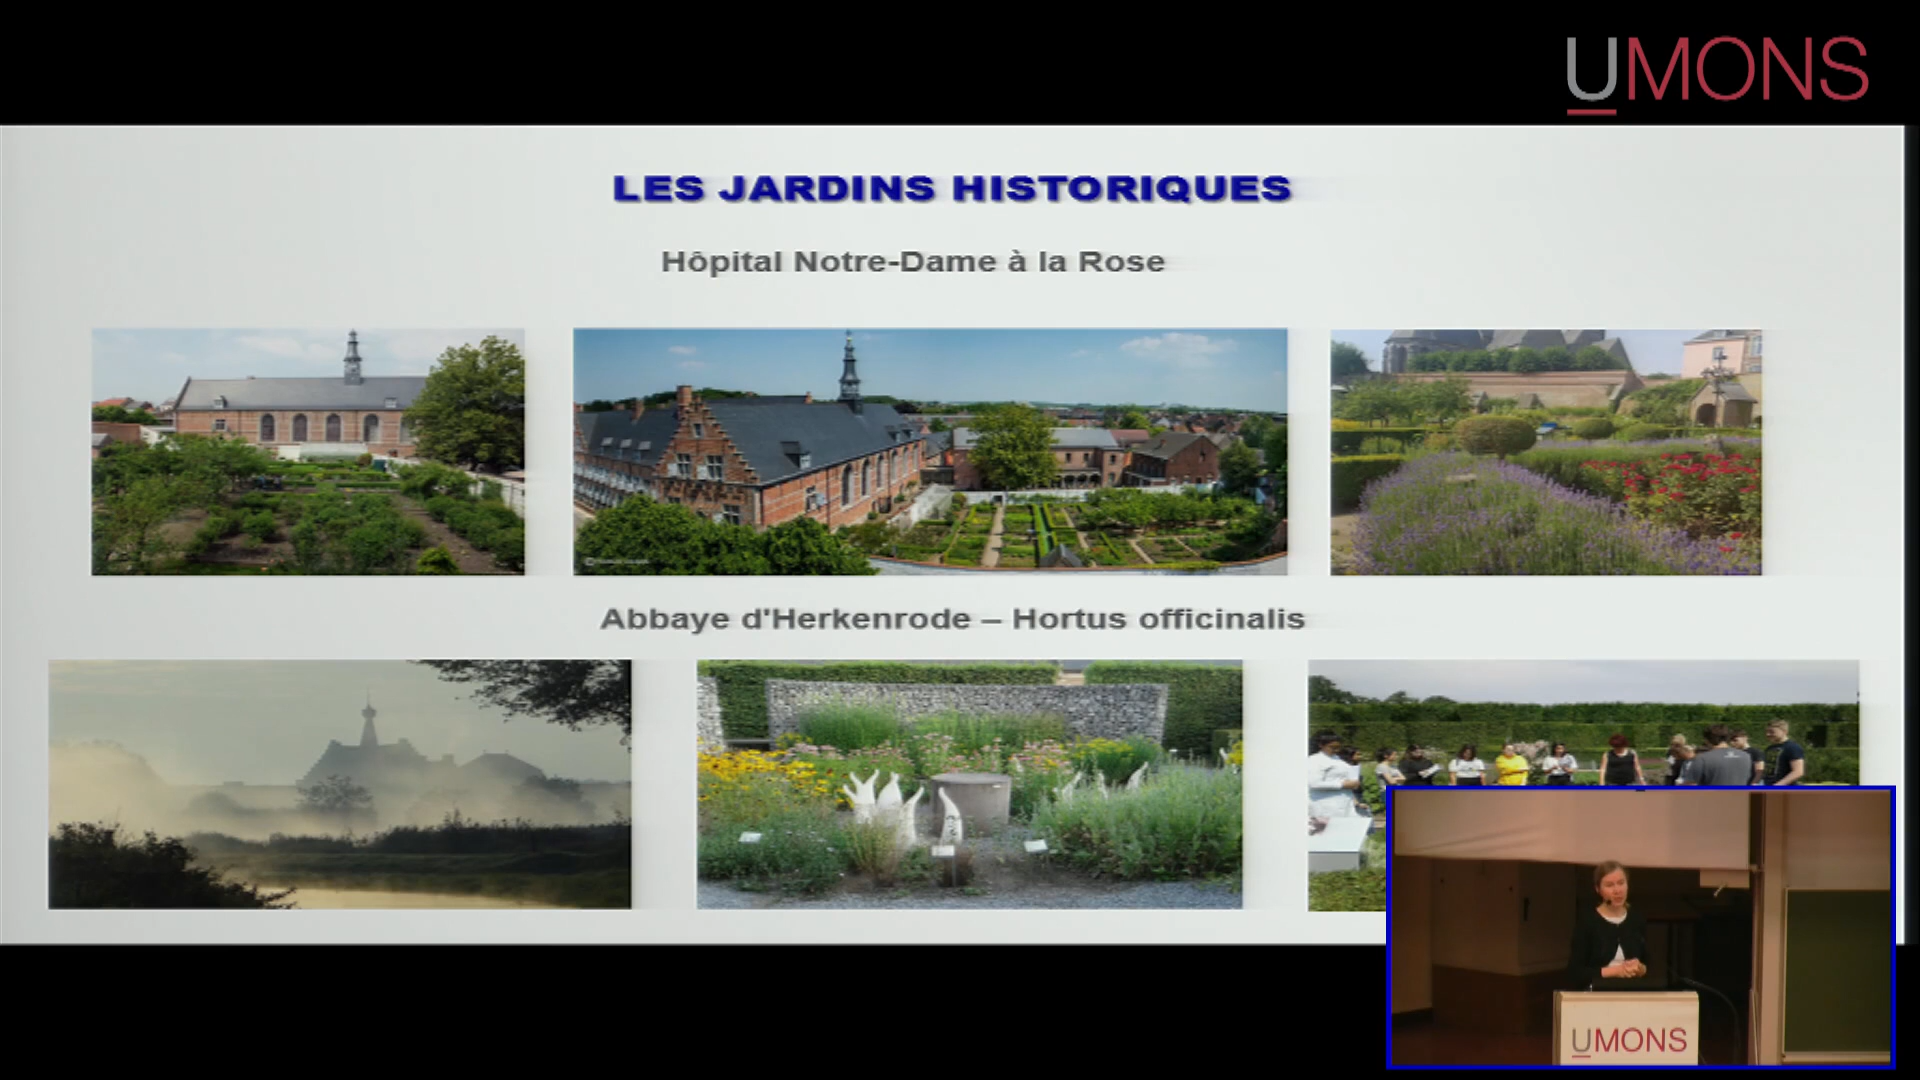 UMONS
LES JARDINS HISTORIQUES
Hôpital Notre-Dame à la Rose
Abbaye d'Herkenrode – Hortus officinalis
UMONS